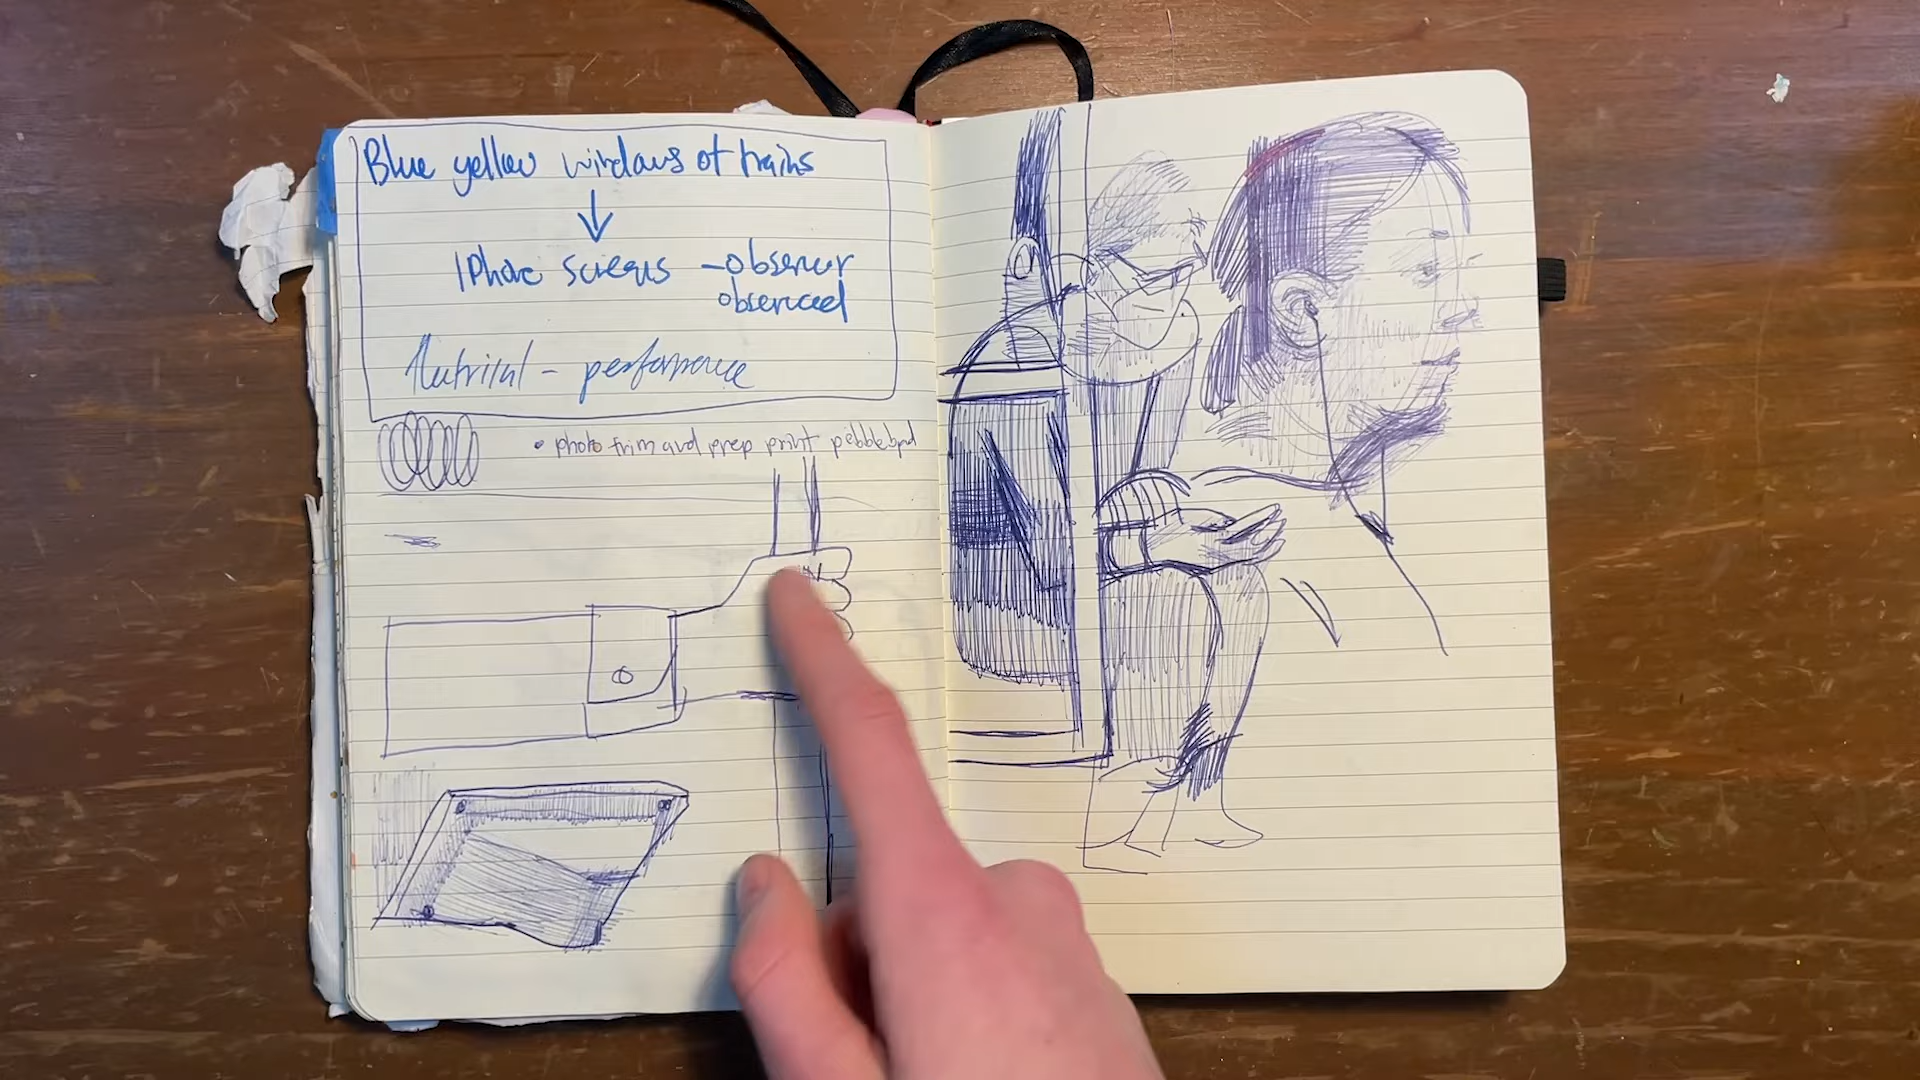 Blue yellow windows of trains
IPhone screens - observer
observed
- performance
• photo trim and prep print